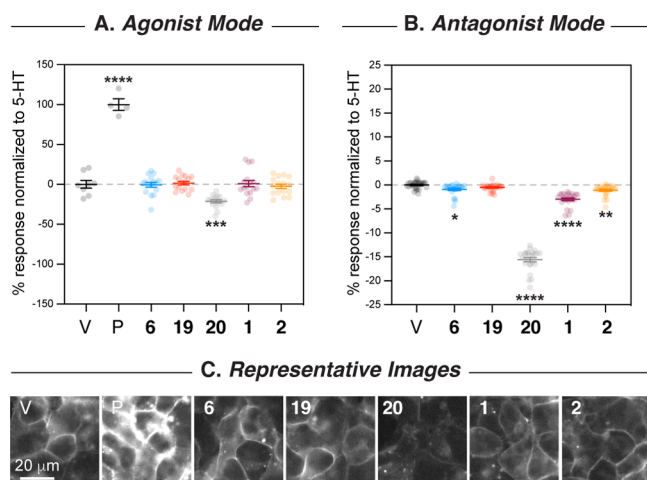 A. Agonist Mode
% response normalized to 5-HT
150
100
50
0
-50
-100
-150
****
***
V P 6 19 20 1 2
B. Antagonist Mode
% response normalized to 5-HT
25
20
15
10
5
0
-5
-10
-15
-20
-25
*
****
****
**
V 6 19 20 1 2
C. Representative Images
V P 6 19 20 1 2
20 μm